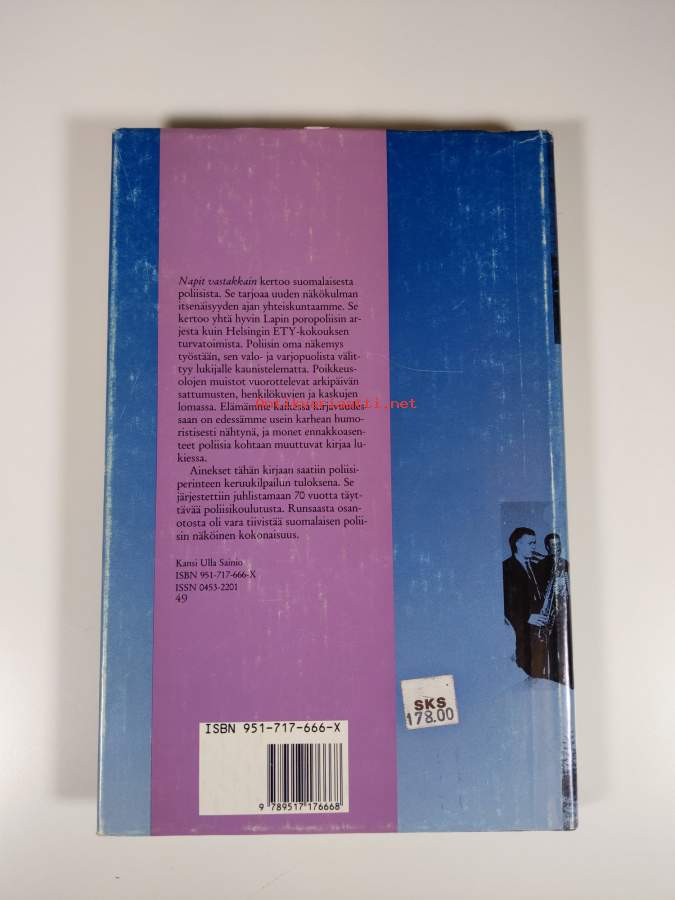 Napit vastakkain kertoo suomalaisesta
poliisista. Se tarjoaa uuden näkökulman
itsenäisyyden ajan yhteiskuntaamme. Se
kertoo yhtä hyvin Lapin poropoliisin ar-
jesta kuin Helsingin ETY-kokouksen
turvatoimista. Poliisin oma näkemys
työstään, sen valo- ja varjopuolista välit-
tyy lukijalle kaunistelematta. Poikkeus-
olojen muistot vuorottelevat arkipäivän
sattumusten, henkilökuvien ja kaskujen
lomassa. Elämämme kaikessa kirjavuudes-
saan on edessämme usein karhean humo-
ristisesti nähtynä, ja monet ennakkoasen-
teet poliisia kohtaan muuttuvat kirjaa lu-
kiessa.
Ainekset tähän kirjaan saatiin poliisi-
perinteen keruukilpailun tuloksena. Se
järjestettiin juhlistamaan 70 vuotta täyt-
tävää poliisikoulutusta. Runsaasta osan-
otosta oli vara tiivistää suomalaisen polii-
sin näköinen kokonaisuus.
Kansi Ulla Sainio
ISBN 951-717-666-X
ISSN 0453-2201
49
SKS
178.00
ISBN 951-717-666-X
9 789517 176668
Antikvariaatti.net